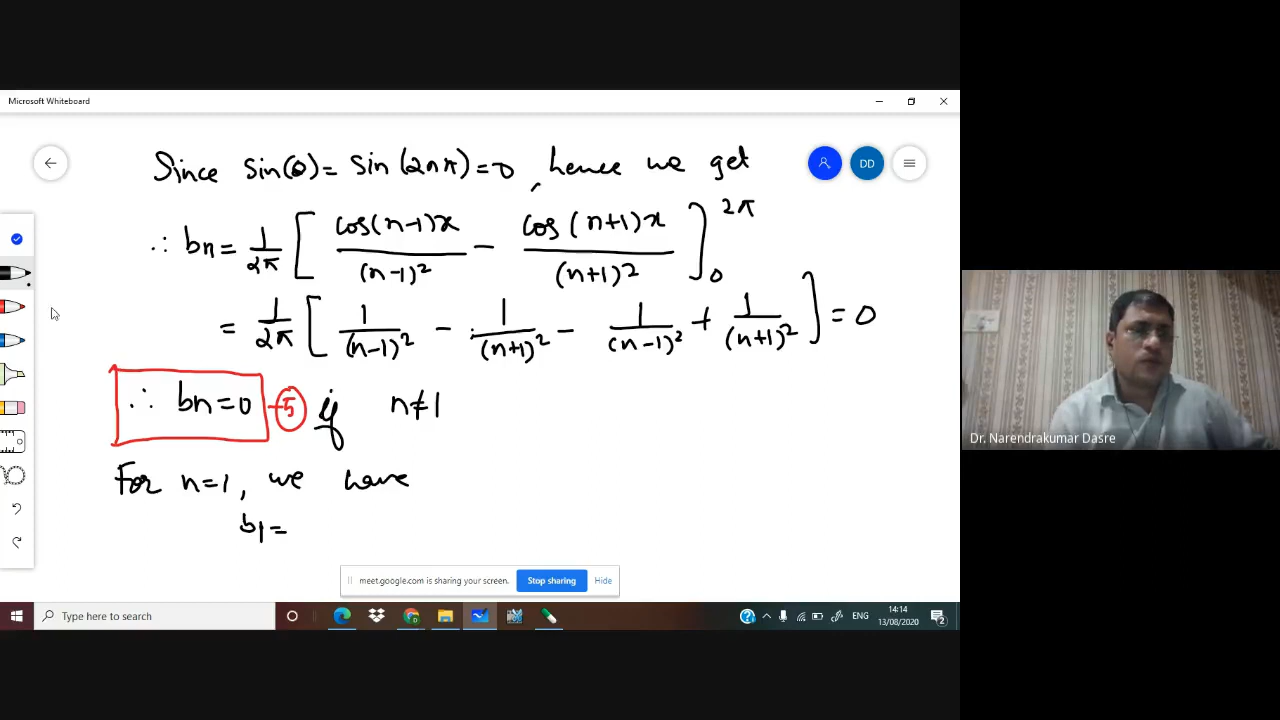 Microsoft Whiteboard
Since sin(0) = sin(2nπ) = 0, hence we get
DD
∴ bn = 1/2π [ cos(n-1)x/(n-1)² - cos(n+1)x/(n+1)² ]₀^2π
= 1/2π [ 1/(n-1)² - 1/(n+1)² - 1/(n-1)² + 1/(n+1)² ] = 0
∴ bn = 0 - 5 if n≠1
For n=1, we have
b1 =
Dr. Narendrakumar Dasre
meet.google.com is sharing your screen. Stop sharing Hide
Type here to search
ENG
14:14
13/08/2020
2